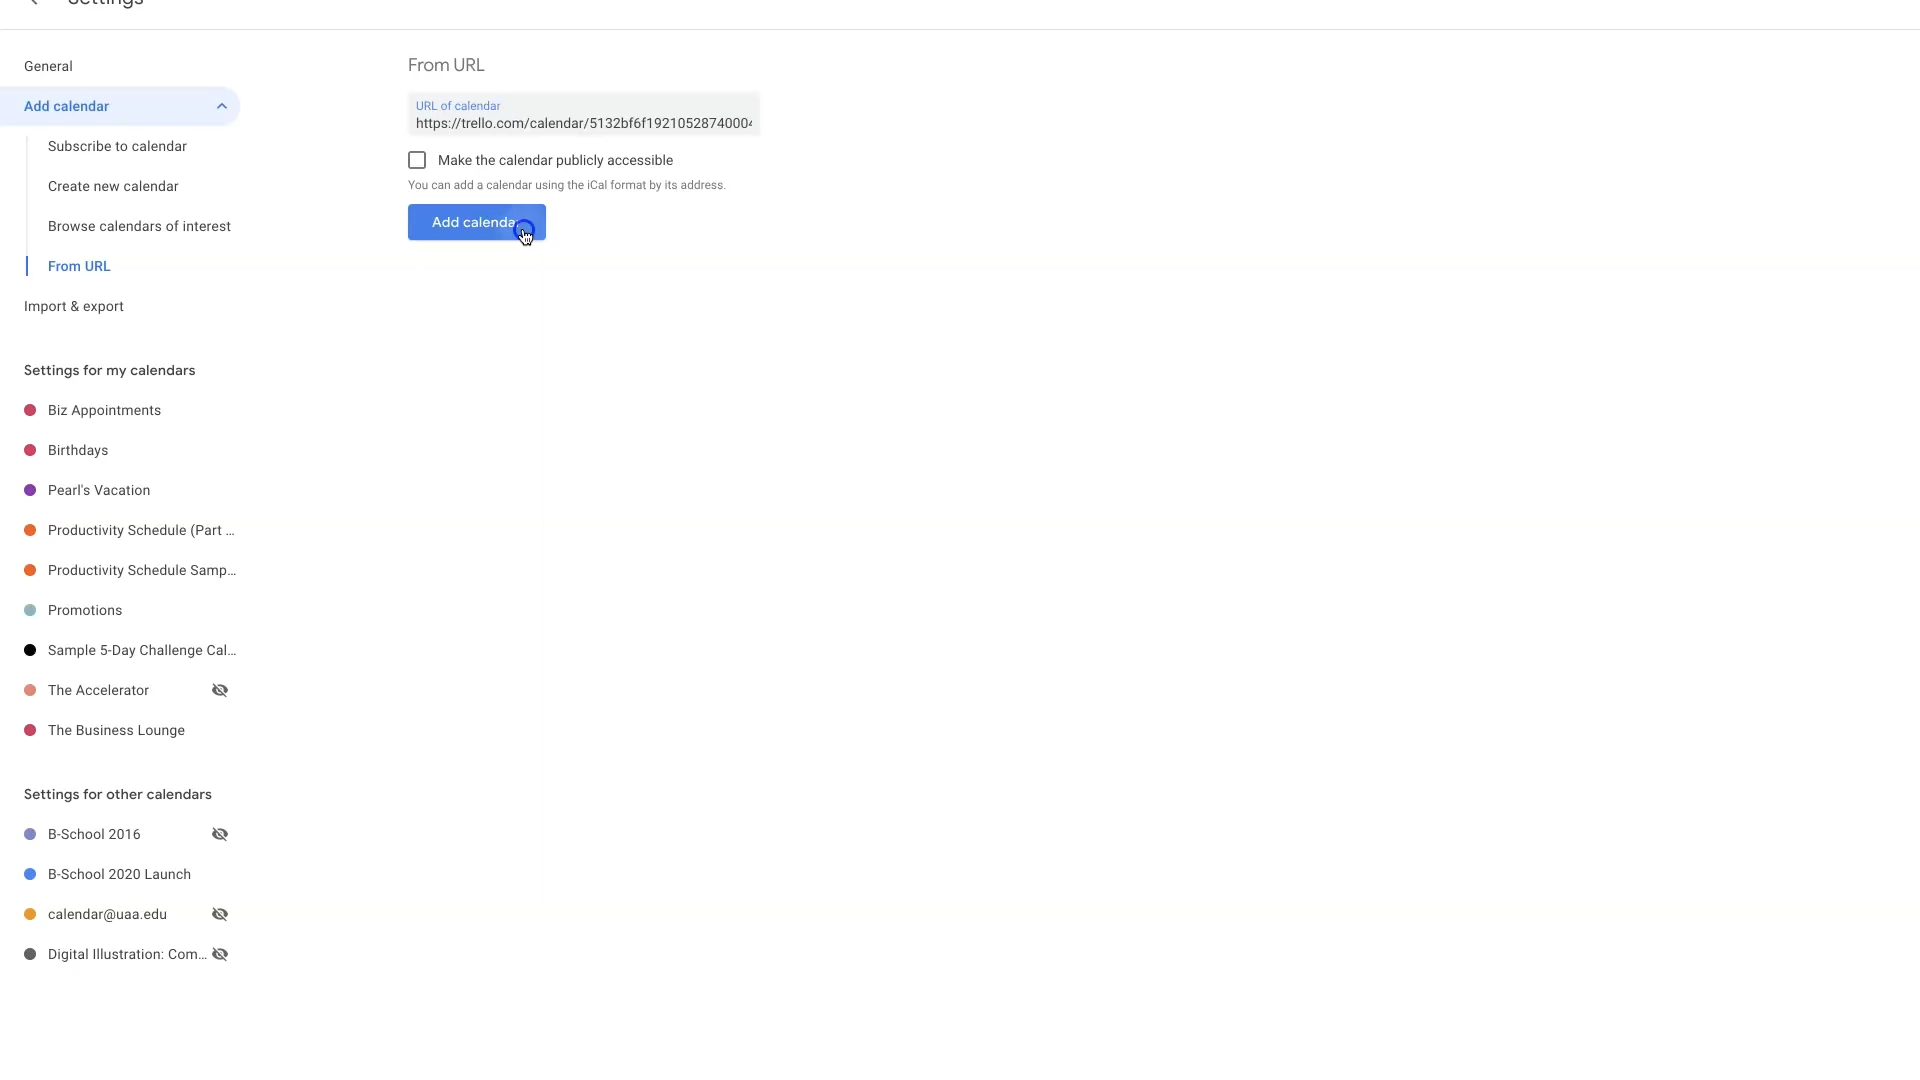 Settings
General
Add calendar
Subscribe to calendar
Create new calendar
Browse calendars of interest
From URL
Import & export
Settings for my calendars
Biz Appointments
Birthdays
Pearl's Vacation
Productivity Schedule (Part ...
Productivity Schedule Samp...
Promotions
Sample 5-Day Challenge Cal...
The Accelerator
The Business Lounge
Settings for other calendars
B-School 2016
B-School 2020 Launch
calendar@uaa.edu
Digital Illustration: Com...
From URL
URL of calendar
https://trello.com/calendar/5132bf6f19210528740004
Make the calendar publicly accessible
You can add a calendar using the iCal format by its address.
Add calendar